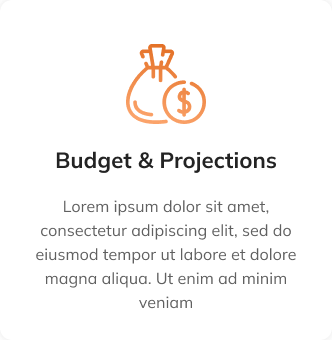 $
Budget & Projections
Lorem ipsum dolor sit amet,
consectetur adipiscing elit, sed do
eiusmod tempor ut labore et dolore
magna aliqua. Ut enim ad minim
veniam